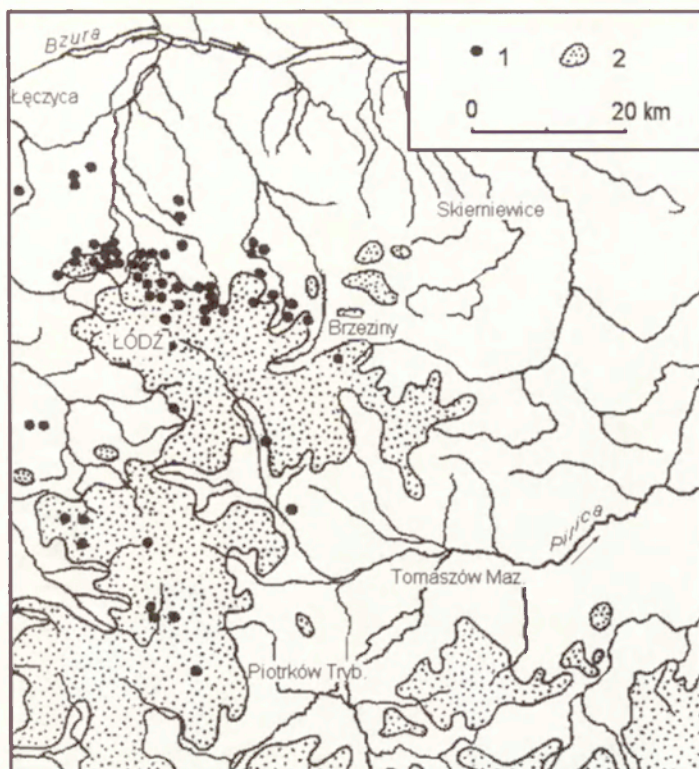 Bzura
1
2
Łęczyca
0
20 km
Skierniewice
Brzeziny
ŁÓDŹ
Pilica
Tomaszów Maz.
Piotrków Tryb.